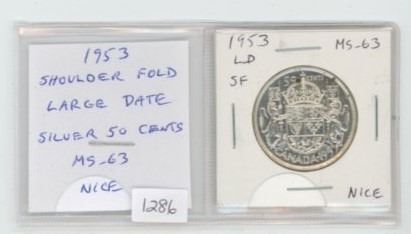 1953
SHOULDER FOLD
LARGE DATE
SILVER 50 CENTS
MS-63
NICE
1286
1953
MS-63
LD
SF
50 CENTS
CANADA
NICE